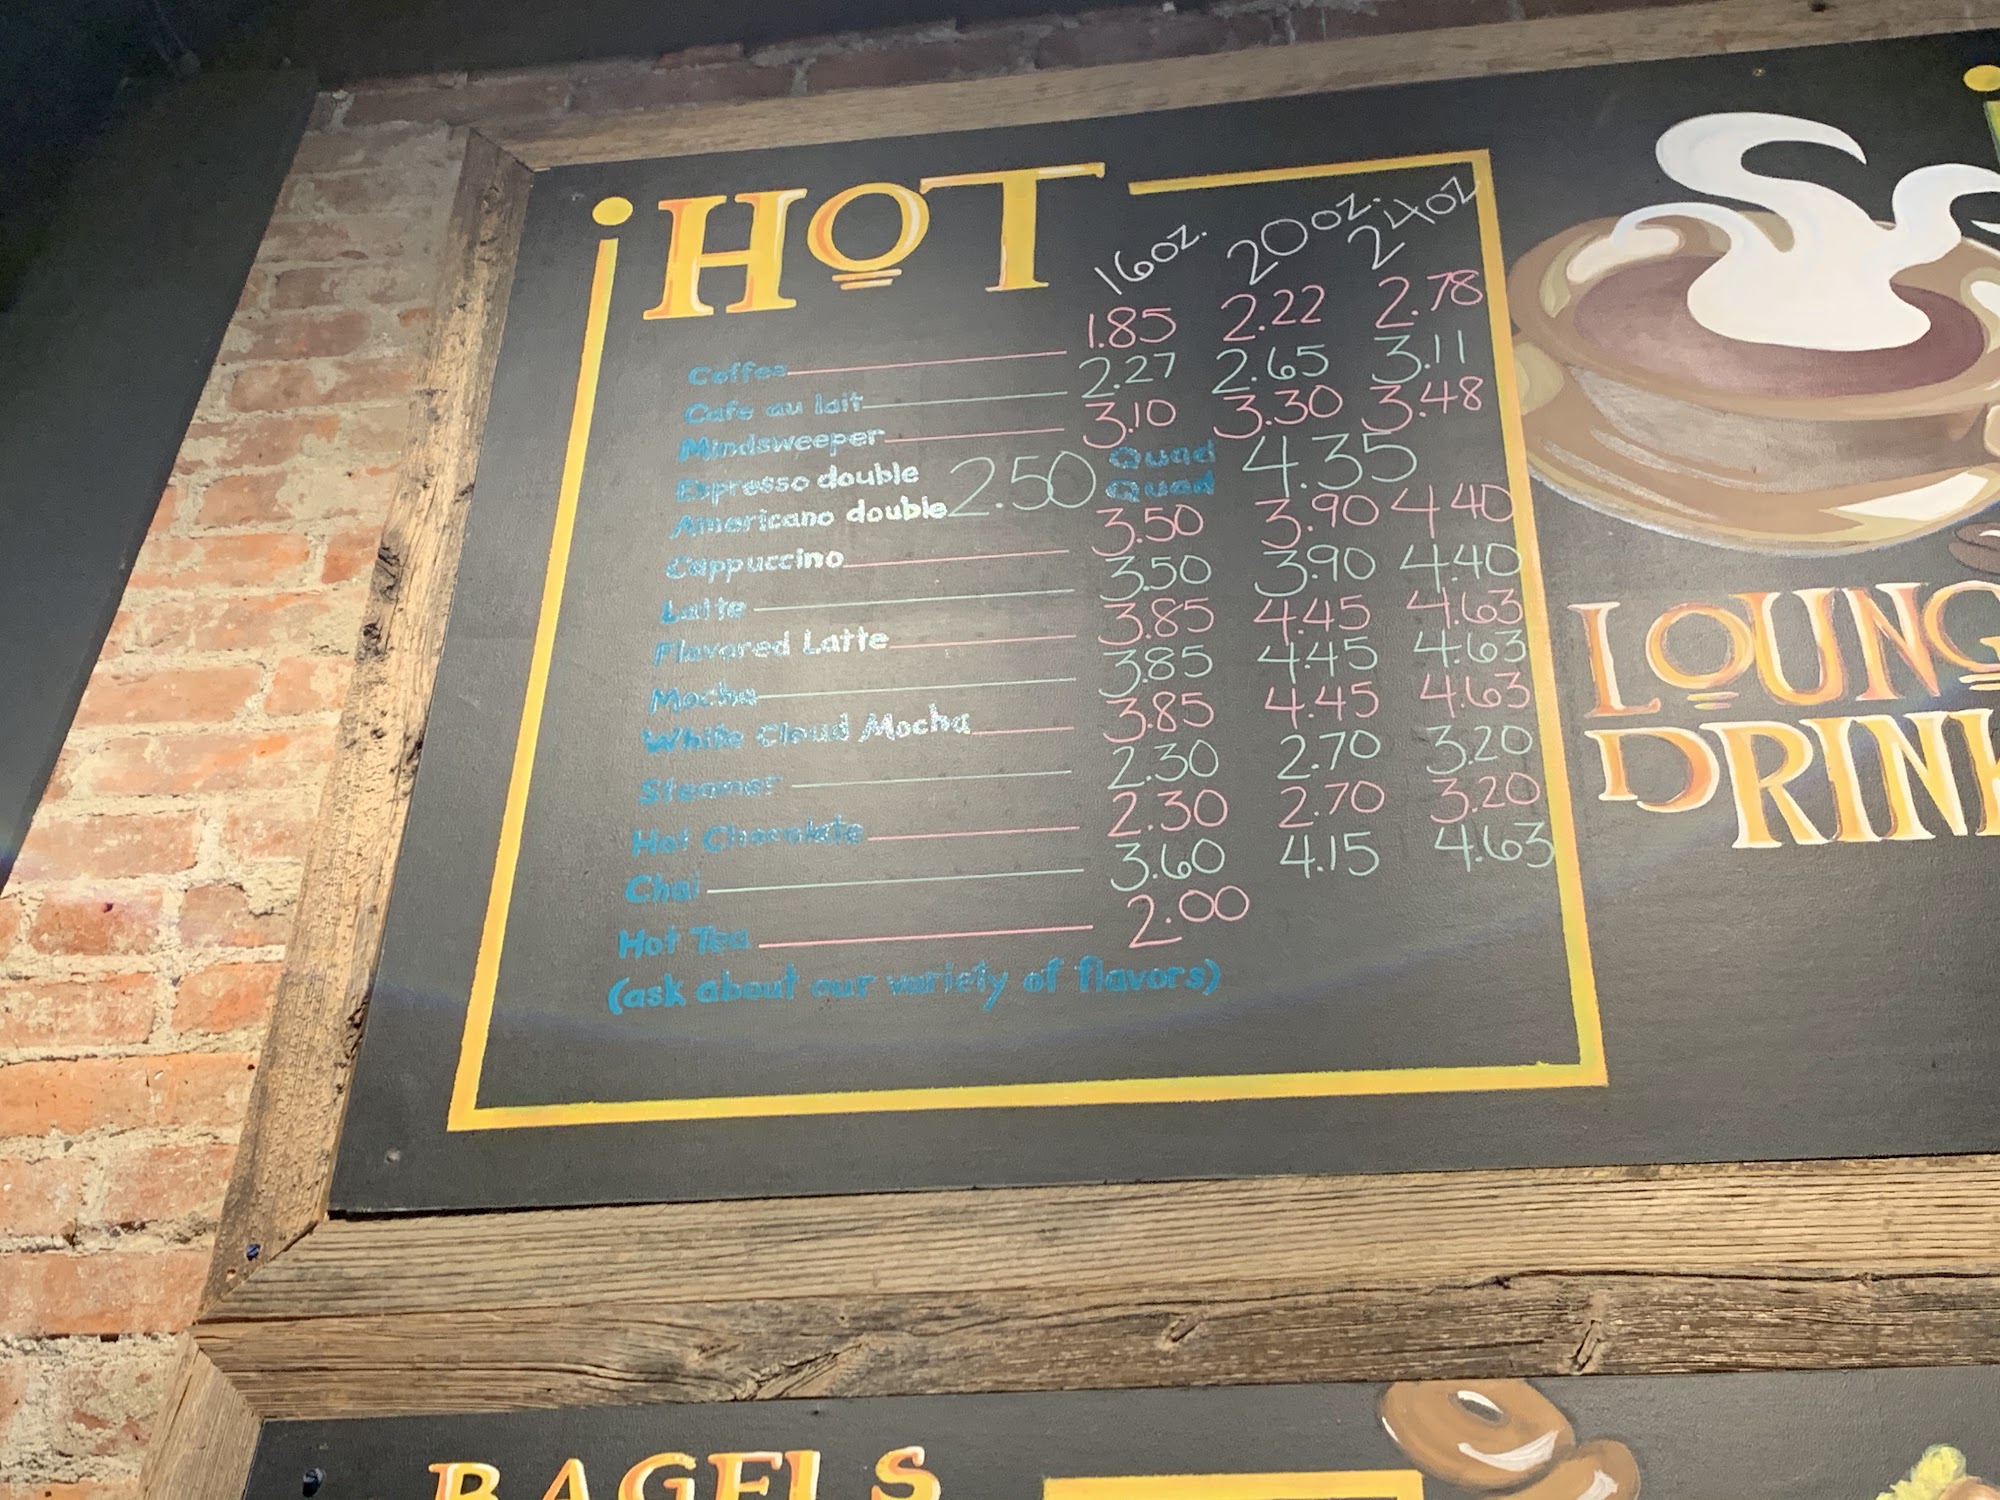 HOT
16oz. 20oz. 24oz
Coffee 1.85 2.22 2.78
Cafe au lait 2.27 2.65 3.11
Mindsweeper 3.10 3.30 3.48
Espresso double 2.50 Quad 4.35
Americano double Quad
Cappuccino 3.50 3.90 4.40
Latte 3.50 3.90 4.40
Flavored Latte 3.85 4.45 4.63
Mocha 3.85 4.45 4.63
White Cloud Mocha 3.85 4.45 4.63
Steamer 2.30 2.70 3.20
Hot Chocolate 2.30 2.70 3.20
Chai 3.60 4.15 4.63
Hot Tea 2.00
(ask about our variety of flavors)
LOUNG
DRIN
BAGELS